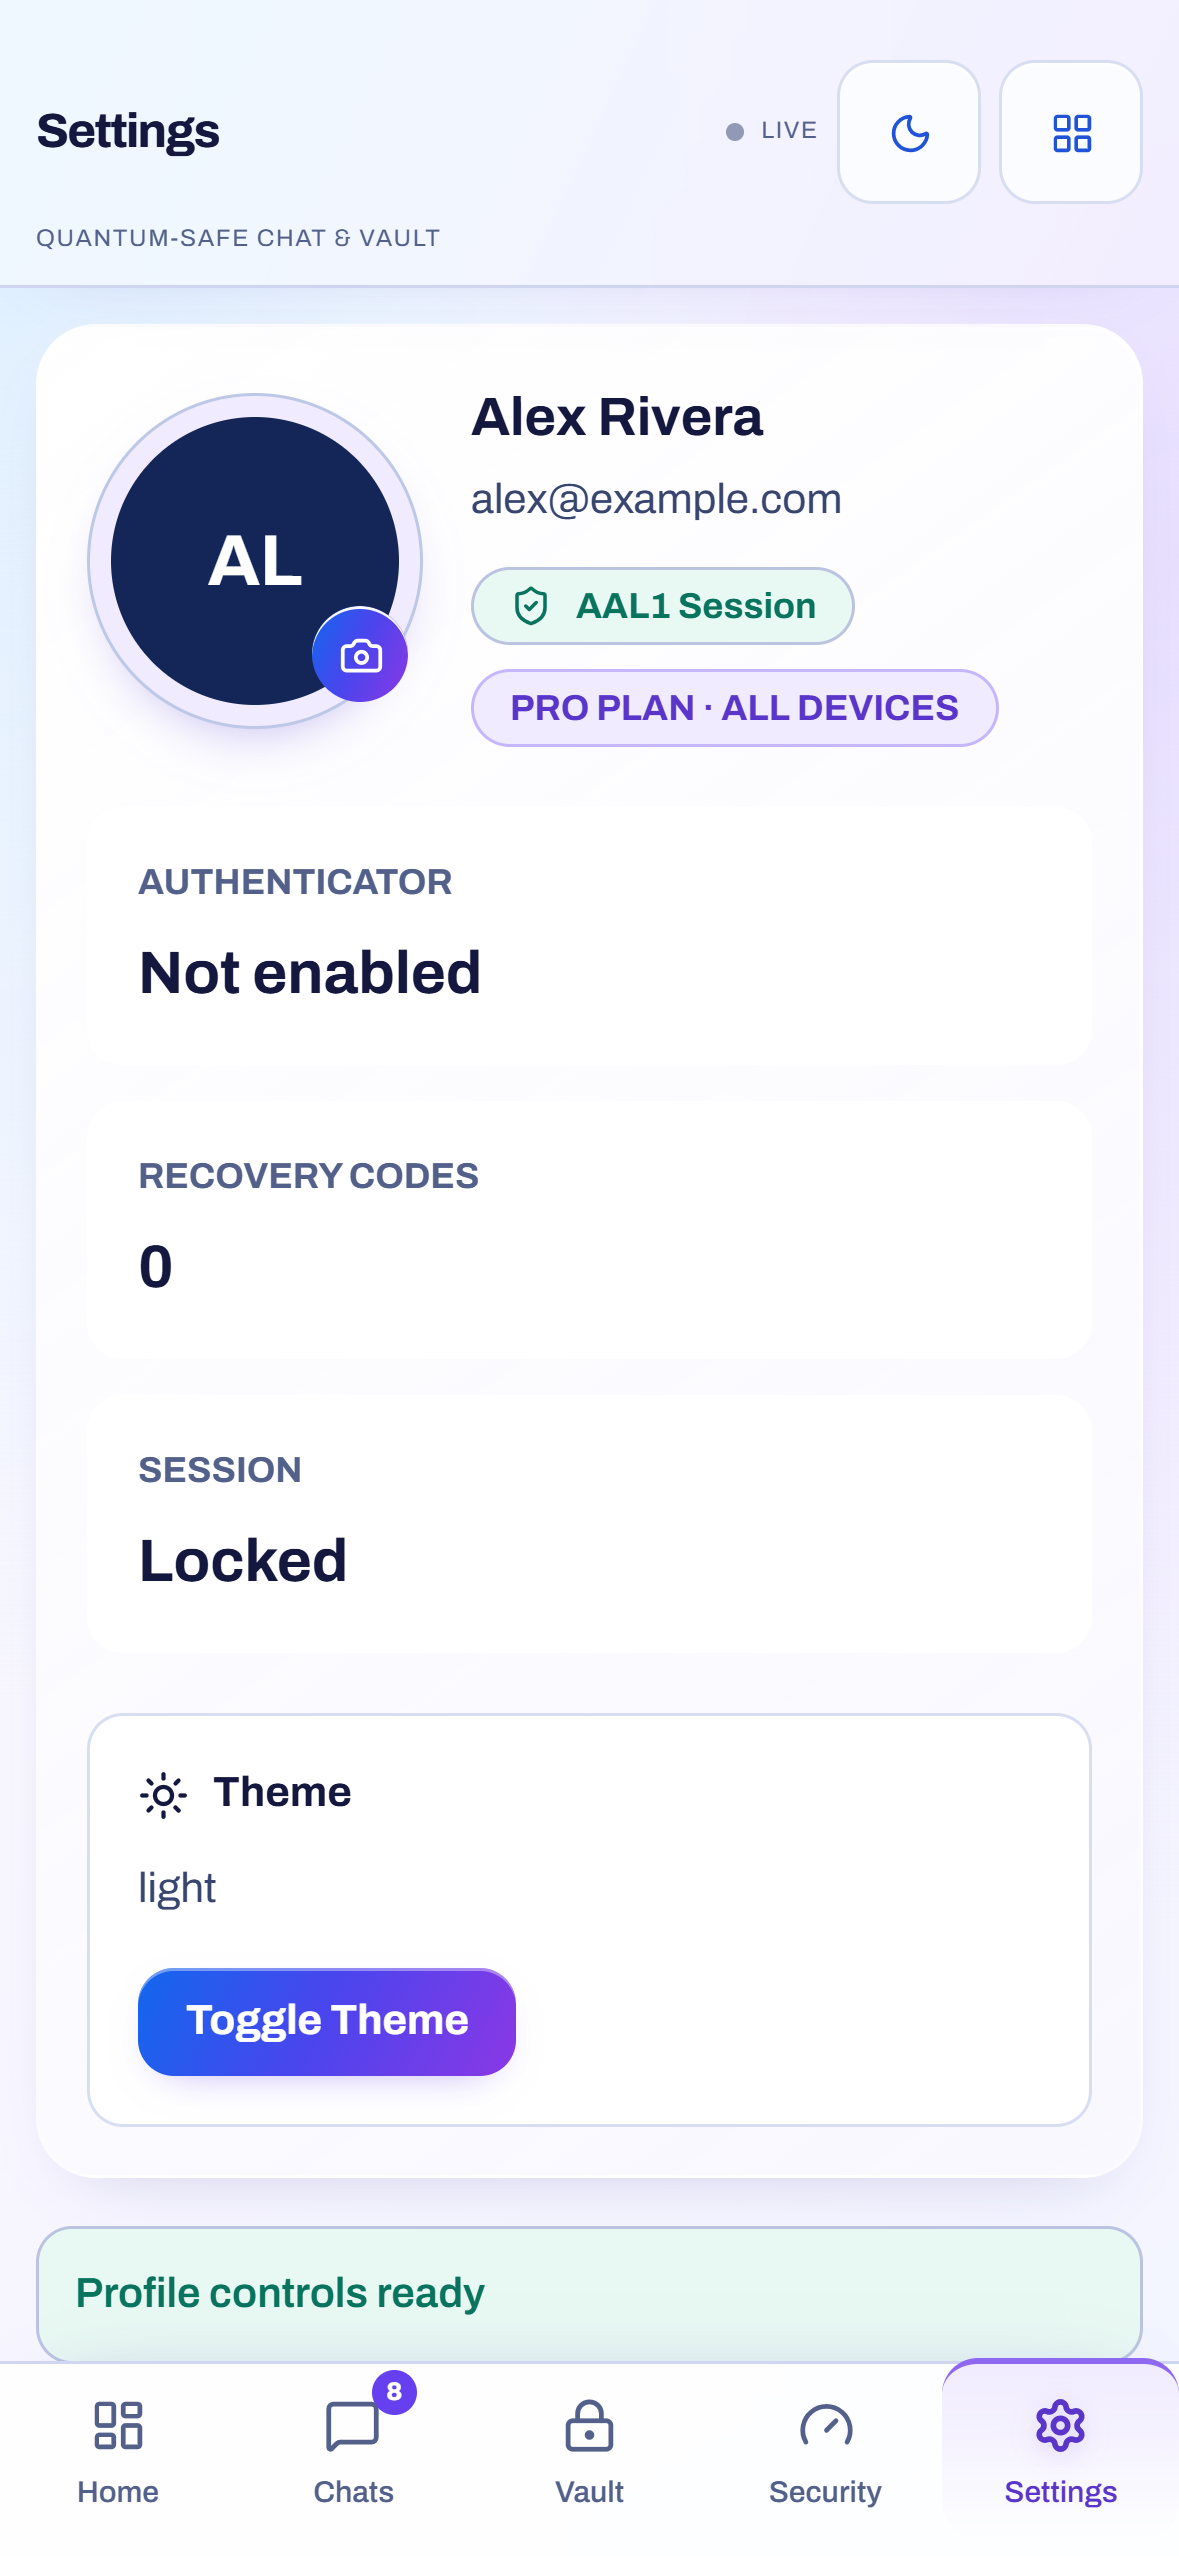 Settings
LIVE
QUANTUM-SAFE CHAT & VAULT
AL
Alex Rivera
alex@example.com
AAL1 Session
PRO PLAN · ALL DEVICES
AUTHENTICATOR
Not enabled
RECOVERY CODES
0
SESSION
Locked
Theme
light
Toggle Theme
Profile controls ready
8
Home
Chats
Vault
Security
Settings